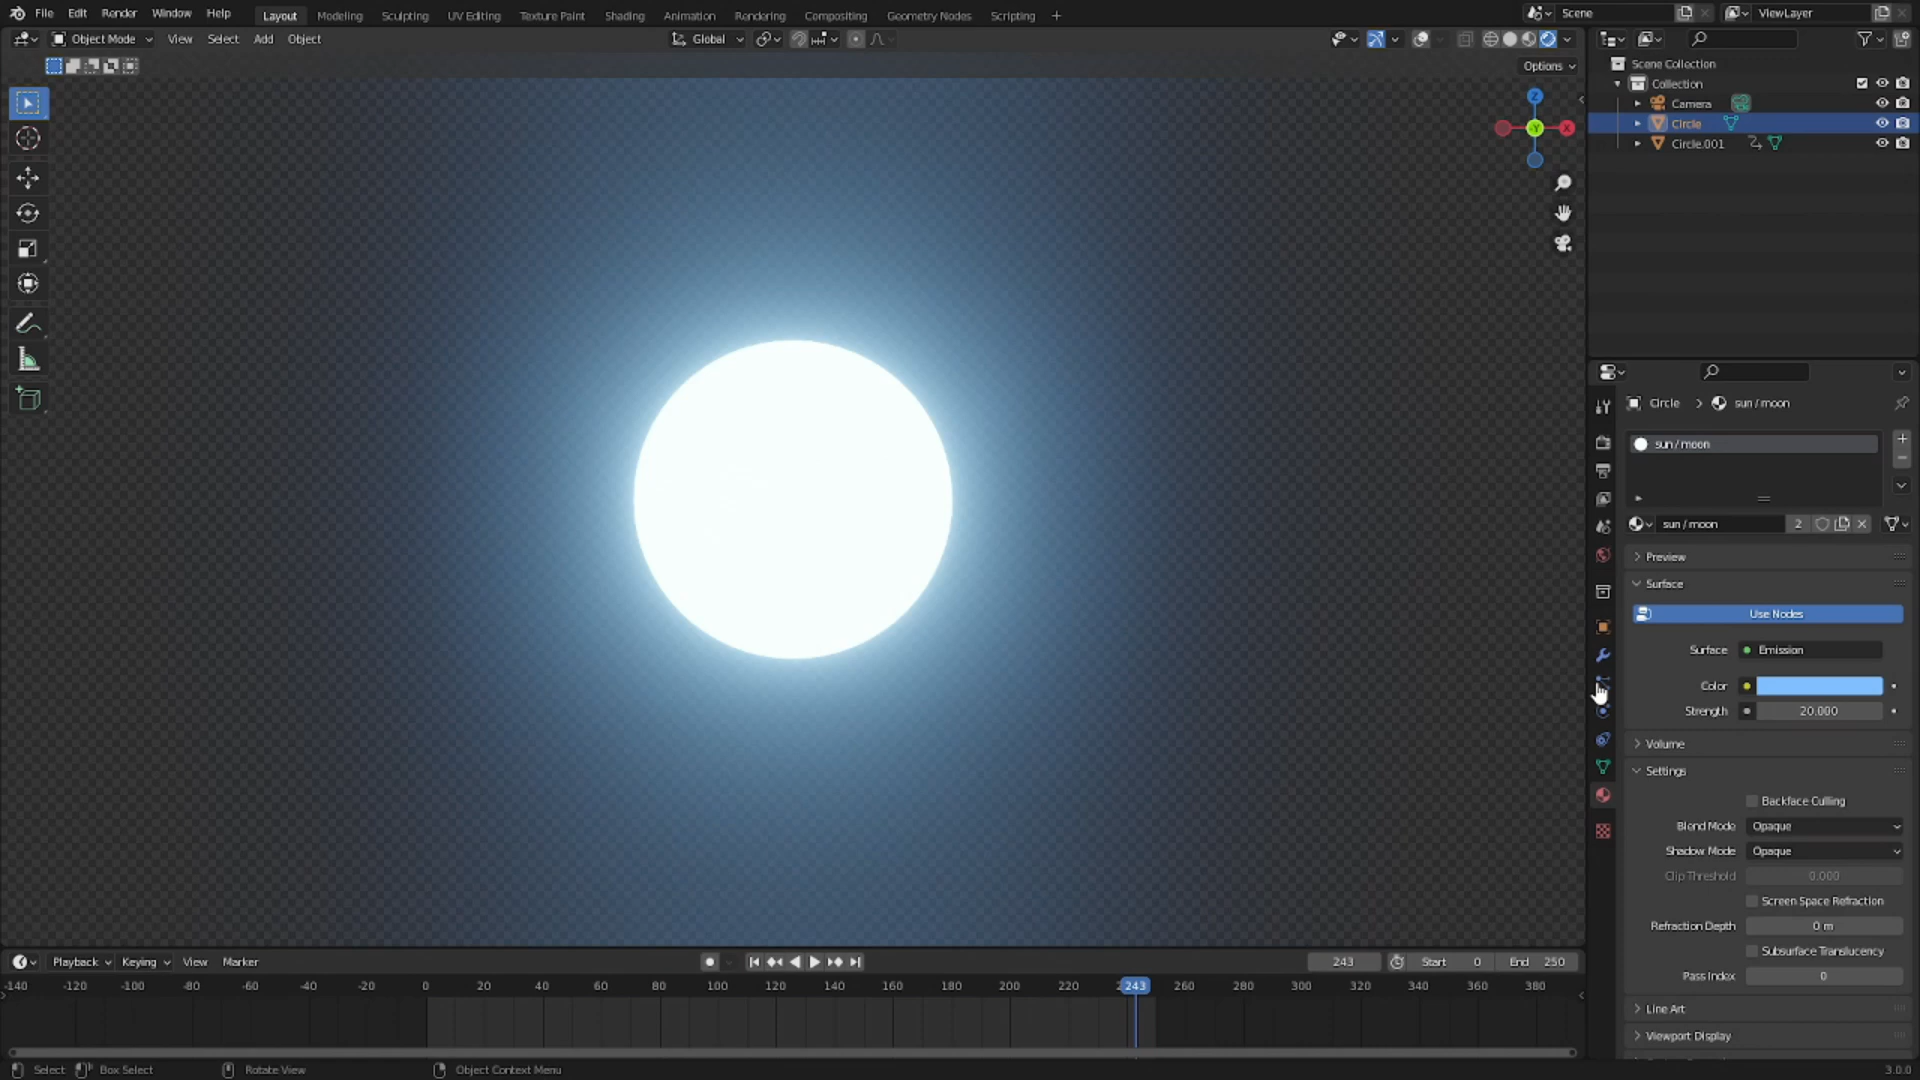 File Edit Render Window Help Layout Modeling Sculpting UV Editing Texture Paint Shading Animation Rendering Compositing Geometry Nodes Scripting + Scene ViewLayer
Object Mode View Select Add Object Global
Options
Z
-Y X
Scene Collection
Collection
Camera
Circle
Circle.001
Circle > sun / moon
sun / moon
sun / moon 2
Preview
Surface
Use Nodes
Surface Emission
Color
Strength 20.000
Volume
Settings
Backface Culling
Blend Mode Opaque
Shadow Mode Opaque
Clip Threshold 0.000
Screen Space Refraction
Refraction Depth 0 m
Subsurface Translucency
Pass Index 0
Line Art
Viewport Display
Playback Keying View Marker 243 Start 0 End 250
-140 -120 -100 -80 -60 -40 -20 0 20 40 60 80 100 120 140 160 180 200 220 243 260 280 300 320 340 360 380
Select Box Select Rotate View Object Context Menu 3.0.0